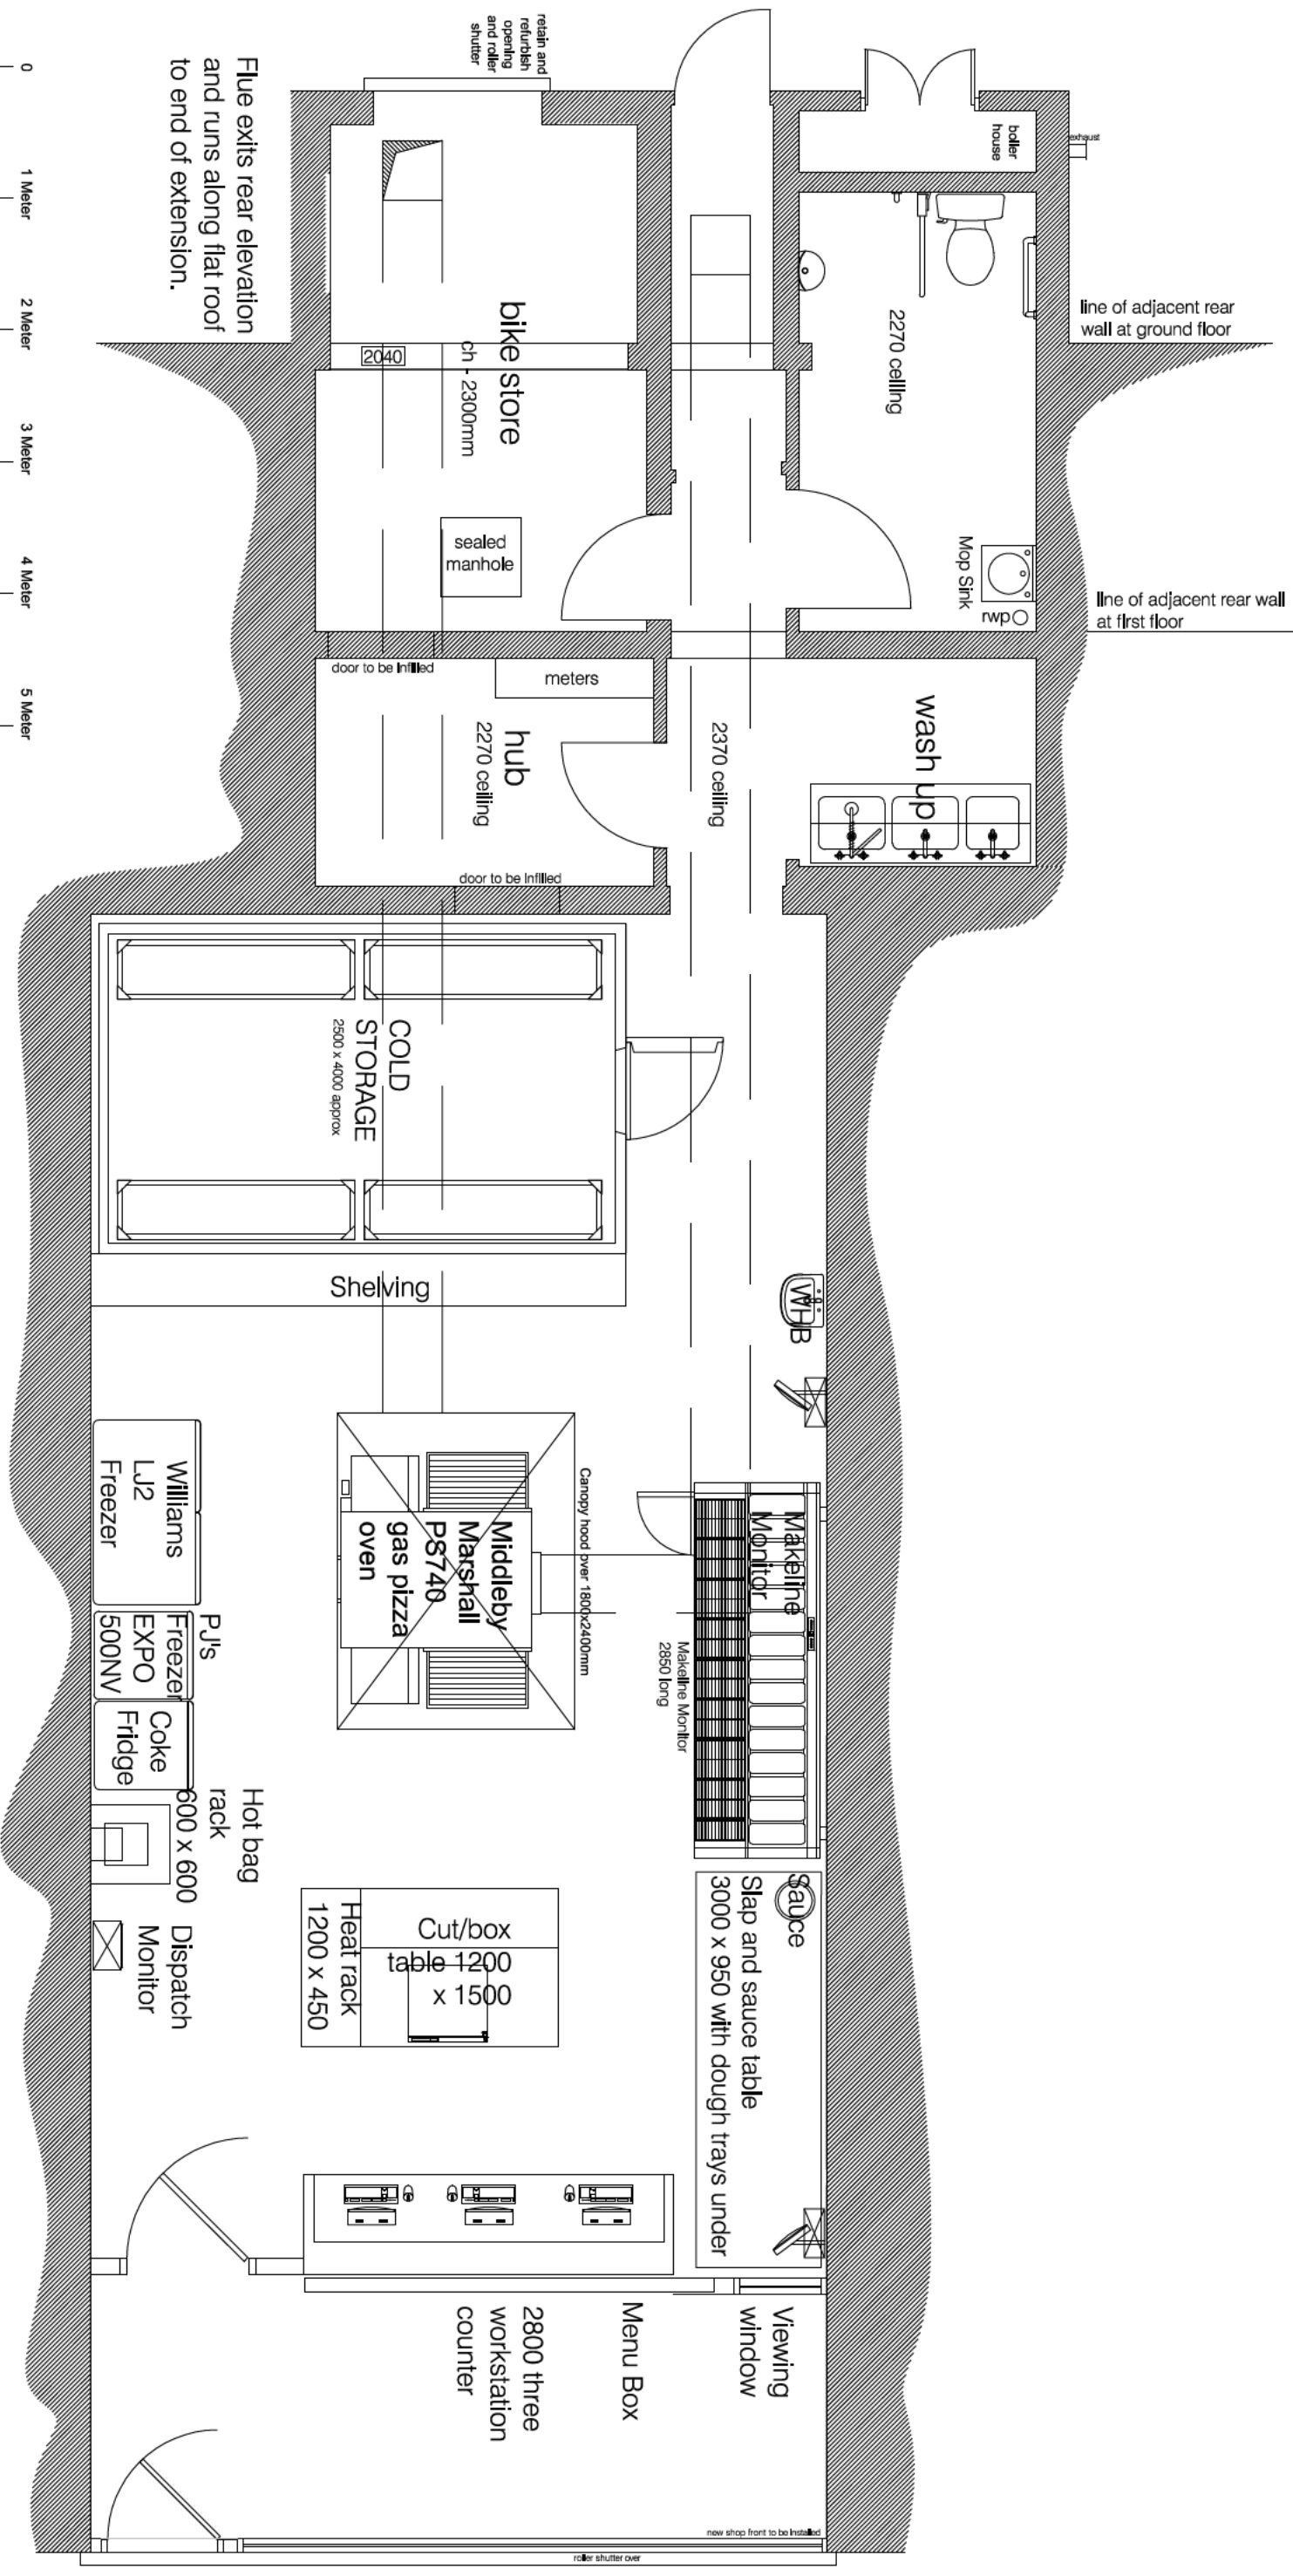 retain and
refurbish
opening
and roller
shutter
Flue exits rear elevation
and runs along flat roof
to end of extension.
0
1 Meter
2 Meter
3 Meter
4 Meter
5 Meter
boiler
house
exhaust
line of adjacent rear
wall at ground floor
line of adjacent rear wall
at first floor
2270 ceiling
Mop Sink
rwp
bike store
ch - 2300mm
2040
sealed
manhole
door to be infilled
meters
hub
2270 ceiling
2370 ceiling
wash up
door to be infilled
COLD
STORAGE
2500 x 4000 approx
Shelving
WHB
Canopy hood over 1800x2400mm
Middleby
Marshall
PS740
gas pizza
oven
Makeline
Monitor
Makeline Monitor
2850 long
Williams
LJ2
Freezer
PJ's
Freezer
EXPO
500NV
Coke
Fridge
Hot bag
rack
600 x 600
Dispatch
Monitor
Heat rack
1200 x 450
Cut/box
table 1200
x 1500
Sauce
Slap and sauce table
3000 x 950 with dough trays under
Viewing
window
Menu Box
2800 three
workstation
counter
new shop front to be installed
roller shutter over